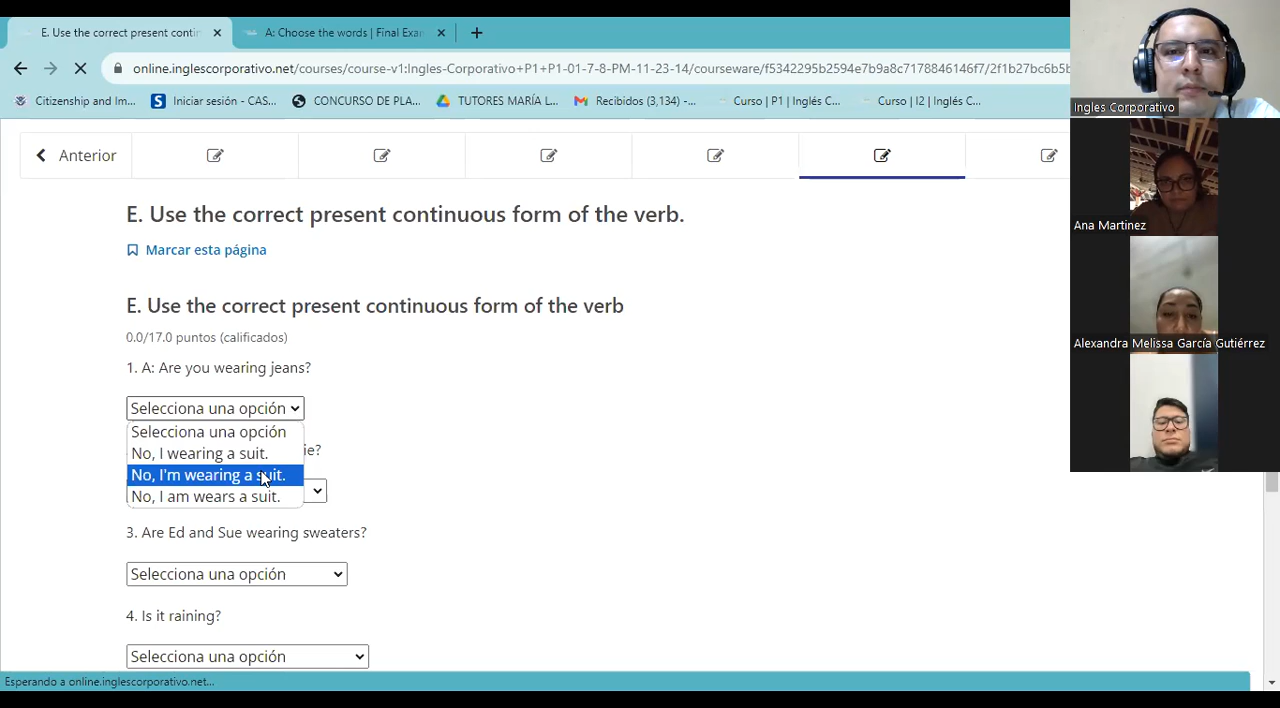 E. Use the correct present conti
A: Choose the words | Final Exa
online.inglescorporativo.net/courses/course-v1:Ingles-Corporativo+P1+P1-01-7-8-PM-11-23-14/courseware/f5342295b2594e7b9a8c7178846146f7/2f1b27bc6b5b
Citizenship and Im...
Iniciar sesión - CAS...
CONCURSO DE PLA...
TUTORES MARÍA L...
Recibidos (3,134) -...
Curso | P1 | Inglés C...
Curso | I2 | Inglés C...
Anterior
E. Use the correct present continuous form of the verb.
Marcar esta página
E. Use the correct present continuous form of the verb
0.0/17.0 puntos (calificados)
1. A: Are you wearing jeans?
Selecciona una opción
Selecciona una opción
No, I wearing a suit.
ie?
No, I'm wearing a suit.
No, I am wears a suit.
3. Are Ed and Sue wearing sweaters?
Selecciona una opción
4. Is it raining?
Selecciona una opción
Esperando a online.inglescorporativo.net...
Ingles Corporativo
Ana Martinez
Alexandra Melissa García Gutiérrez